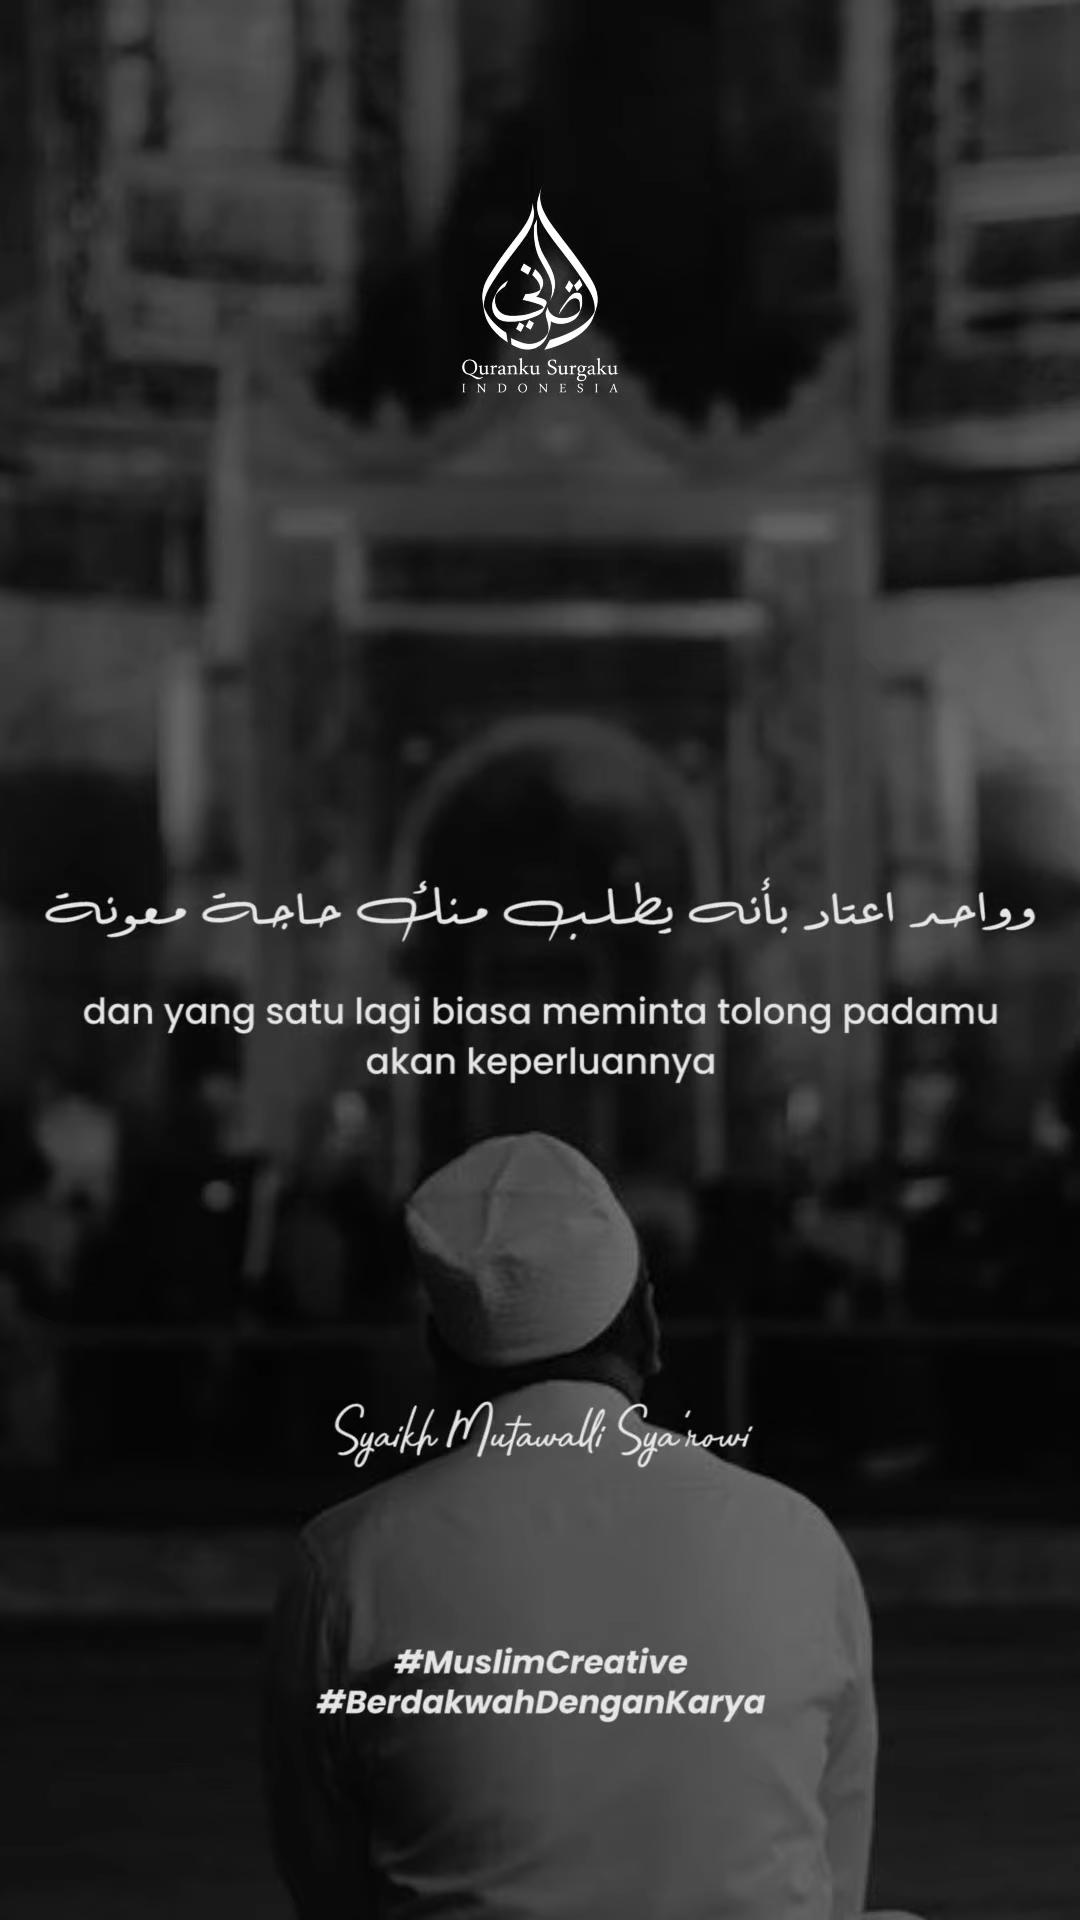 قرآني
Quranku Surgaku
INDONESIA
وواحد اعتاد بأنه يطلب منك حاجة معونة
dan yang satu lagi biasa meminta tolong padamu
akan keperluannya
Syaikh Mutawalli Sya'rowi
#MuslimCreative
#BerdakwahDenganKarya